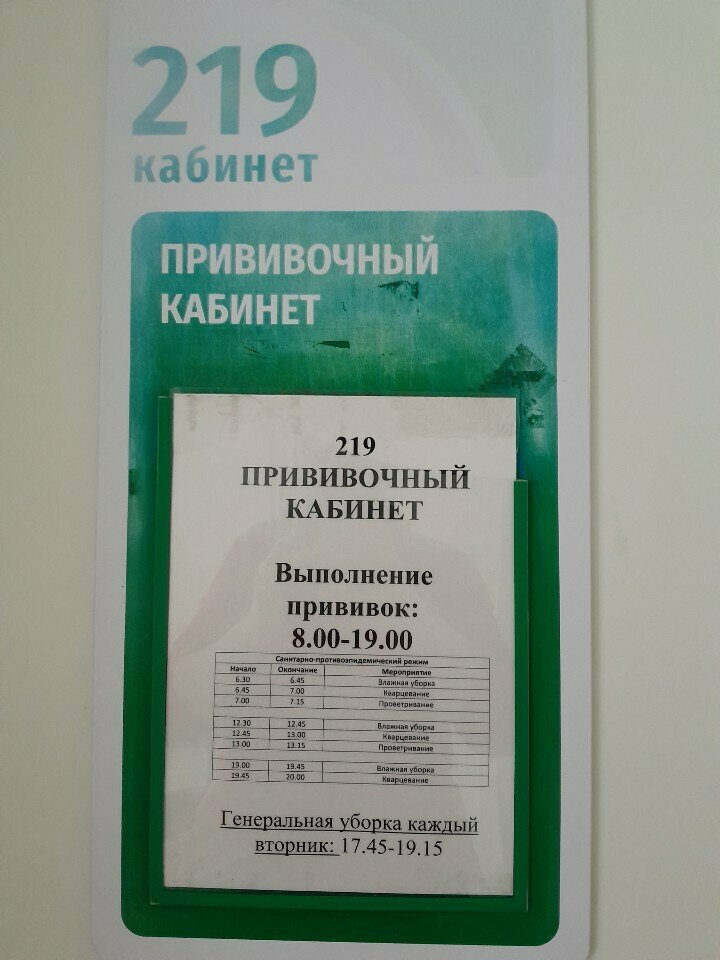 219
кабинет
ПРИВИВОЧНЫЙ
КАБИНЕТ
219
ПРИВИВОЧНЫЙ
КАБИНЕТ
Выполнение
прививок:
8.00-19.00
Санитарно-противоэпидемический режим
Начало Окончание Мероприятие
6.30 6.45 Влажная уборка
6.45 7.00 Кварцевание
7.00 7.15 Проветривание
12.30 12.45 Влажная уборка
12.45 13.00 Кварцевание
13.00 13.15 Проветривание
19.00 19.45 Влажная уборка
19.45 20.00 Кварцевание
Генеральная уборка каждый
вторник: 17.45-19.15